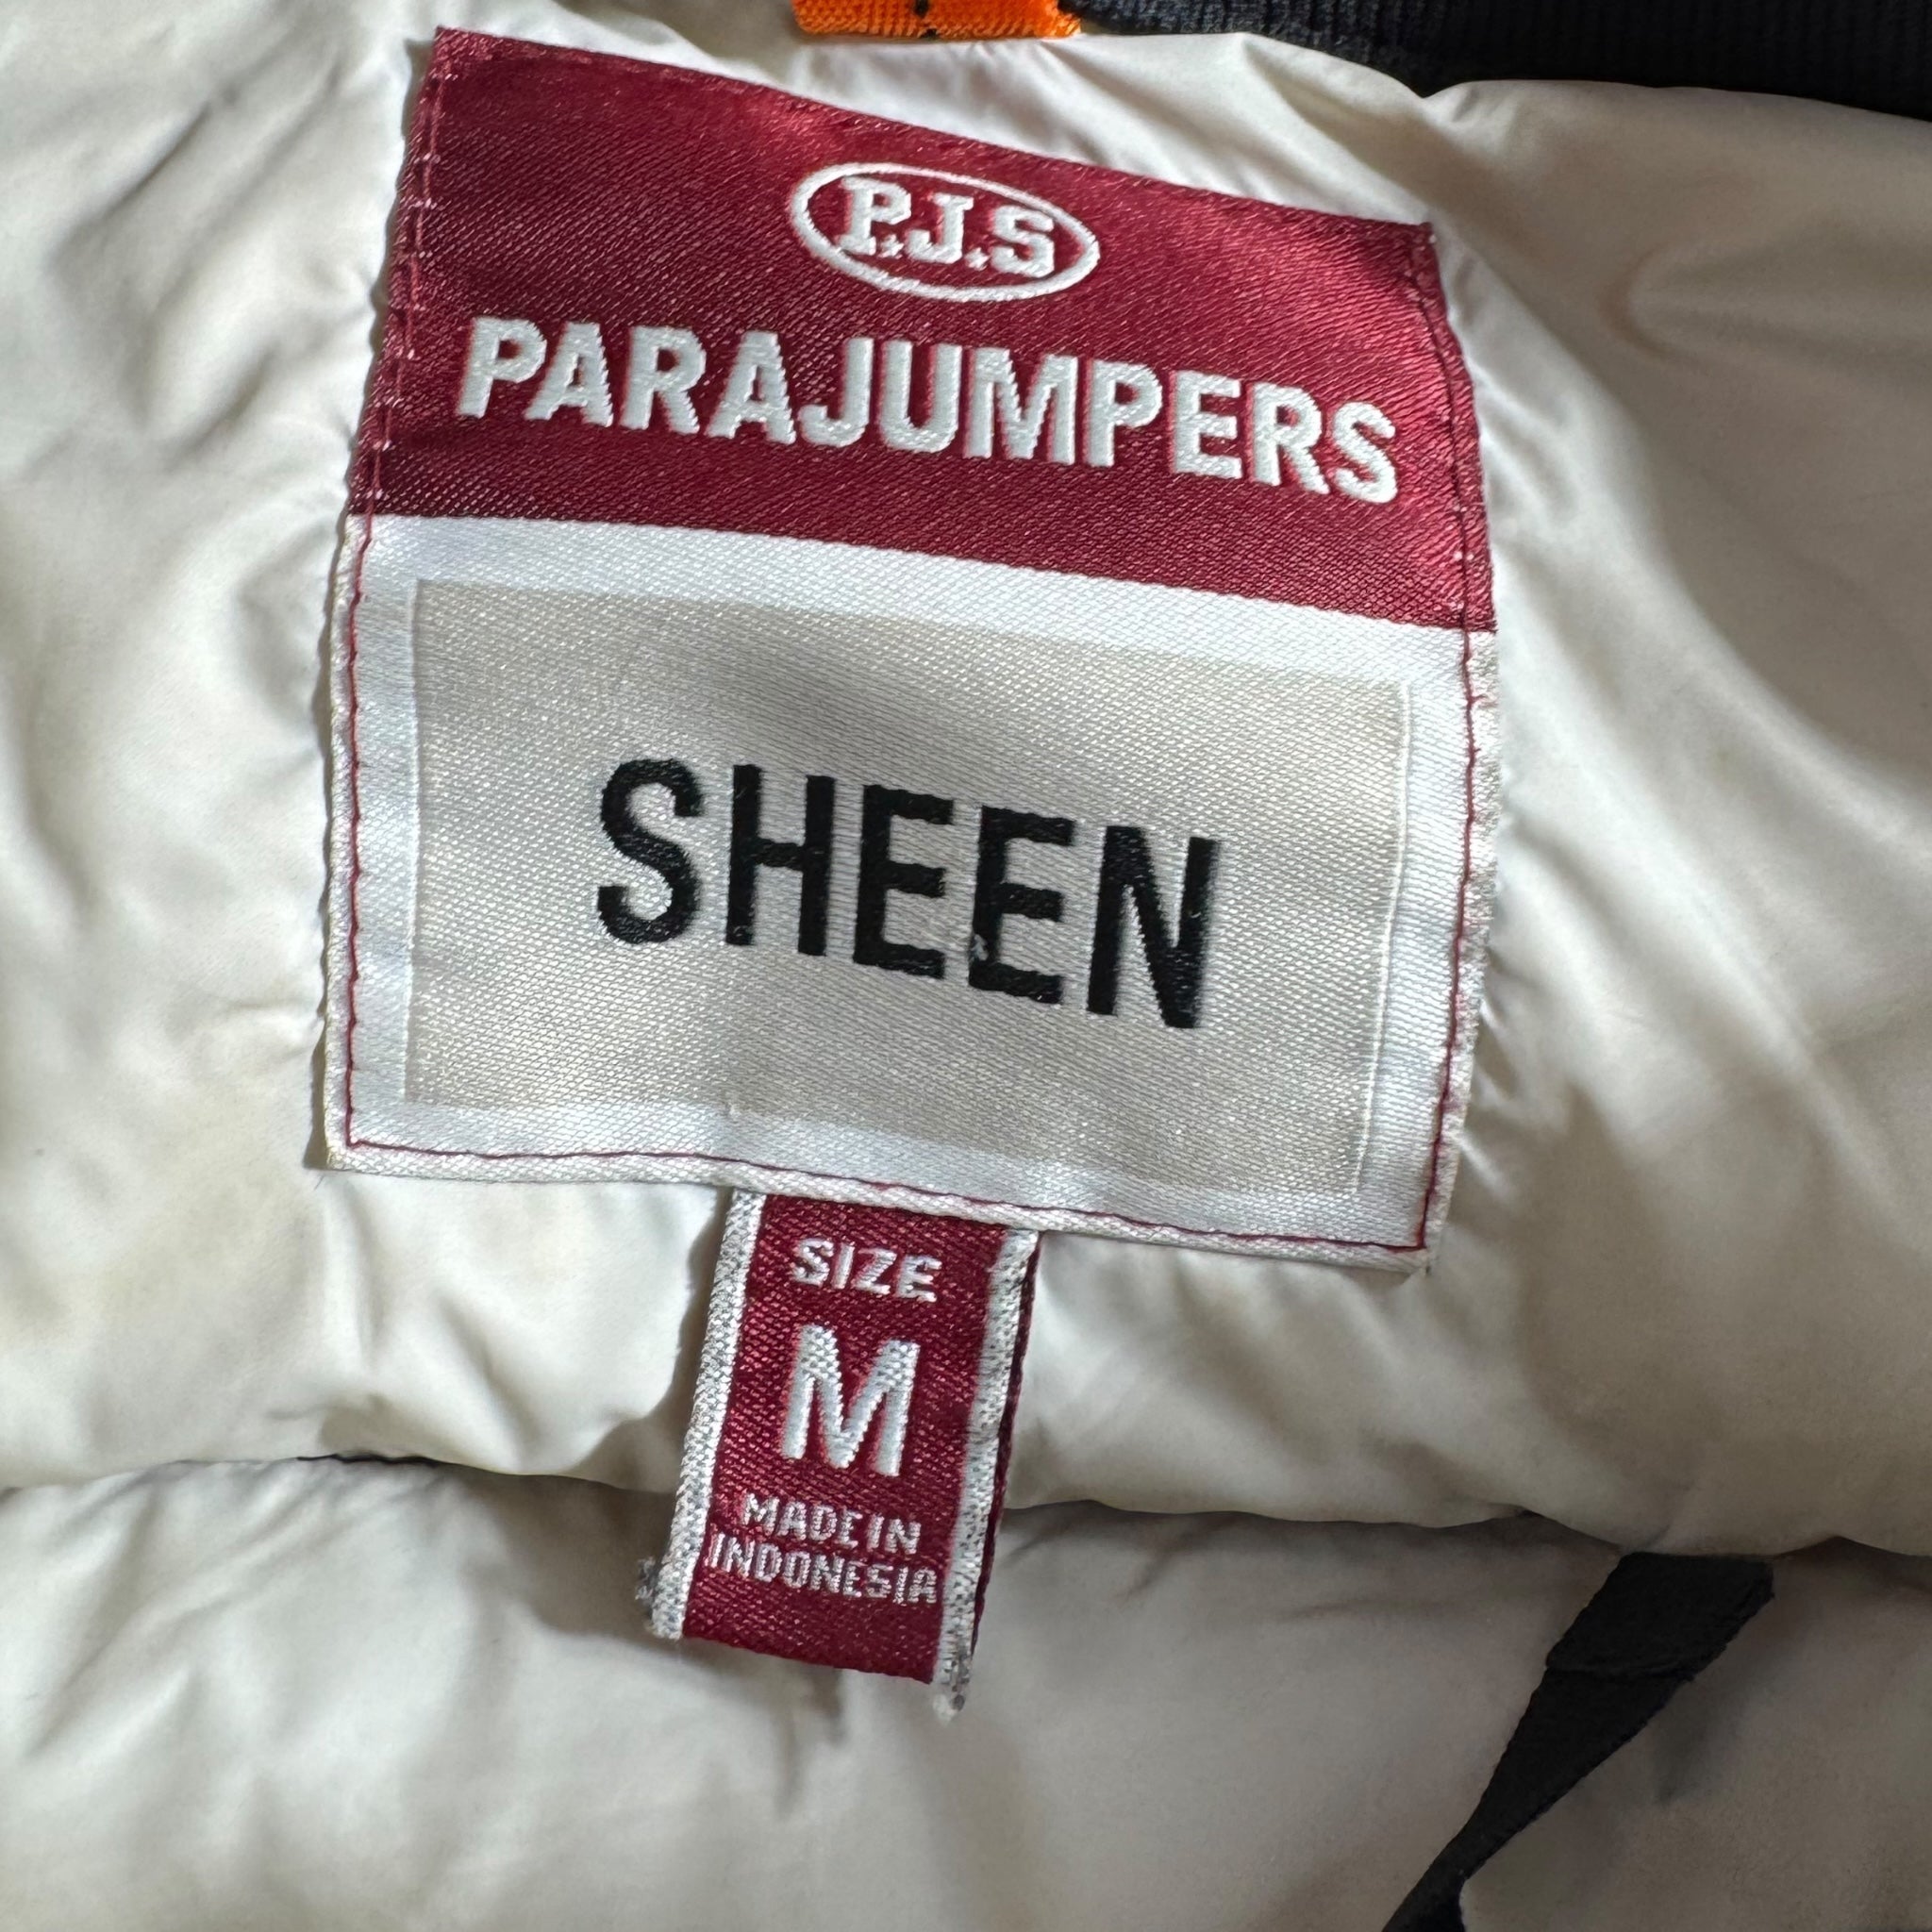 P.J.S
PARAJUMPERS
SHEEN
SIZE
M
MADE IN
INDONESIA